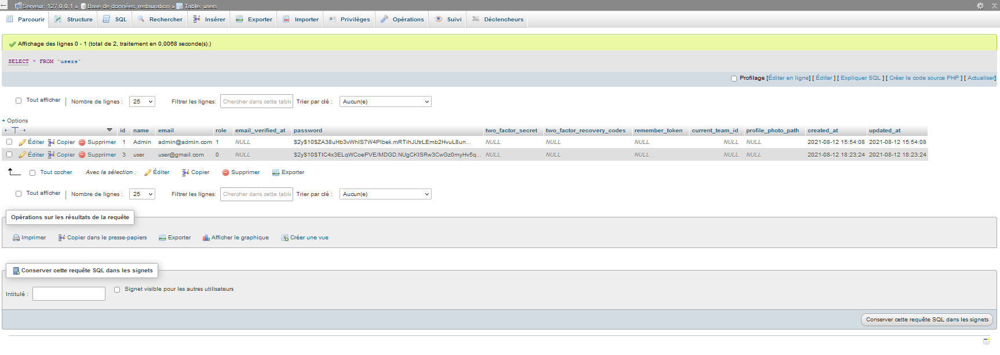 Serveur: 127.0.0.1 » Base de données: restauration » Table: users
Parcourir Structure SQL Rechercher Insérer Exporter Importer Privilèges Opérations Suivi Déclencheurs
Affichage des lignes 0 - 1 (total de 2, traitement en 0,0068 seconde(s).)
SELECT * FROM `users`
Profilage [Éditer en ligne] [ Éditer ] [ Expliquer SQL ] [ Créer le code source PHP ] [ Actualiser]
Tout afficher | Nombre de lignes : 25 Filtrer les lignes: Chercher dans cette table Trier par clé : Aucun(e)
+ Options
←T→ id name email role email_verified_at password two_factor_secret two_factor_recovery_codes remember_token current_team_id profile_photo_path created_at updated_at
Éditer Copier Supprimer 1 Admin admin@admin.com 1 NULL $2y$10$ZA38uHb3vWhIS7W4PIbek.mRTihJUtrLEmb2HvuL8un... NULL NULL NULL NULL NULL 2021-08-12 15:54:08 2021-08-12 15:54:08
Éditer Copier Supprimer 3 user user@gmail.com 0 NULL $2y$10$TIC4x3ELqWCoePVE/MDGD.NUgCKISRw3CwGz0myHv5q... NULL NULL NULL NULL NULL 2021-08-12 18:23:24 2021-08-12 18:23:24
Tout cocher Avec la sélection : Éditer Copier Supprimer Exporter
Tout afficher | Nombre de lignes : 25 Filtrer les lignes: Chercher dans cette table Trier par clé : Aucun(e)
Opérations sur les résultats de la requête
Imprimer Copier dans le presse-papiers Exporter Afficher le graphique Créer une vue
Conserver cette requête SQL dans les signets
Intitulé : Signet visible pour les autres utilisateurs
Conserver cette requête SQL dans les signets